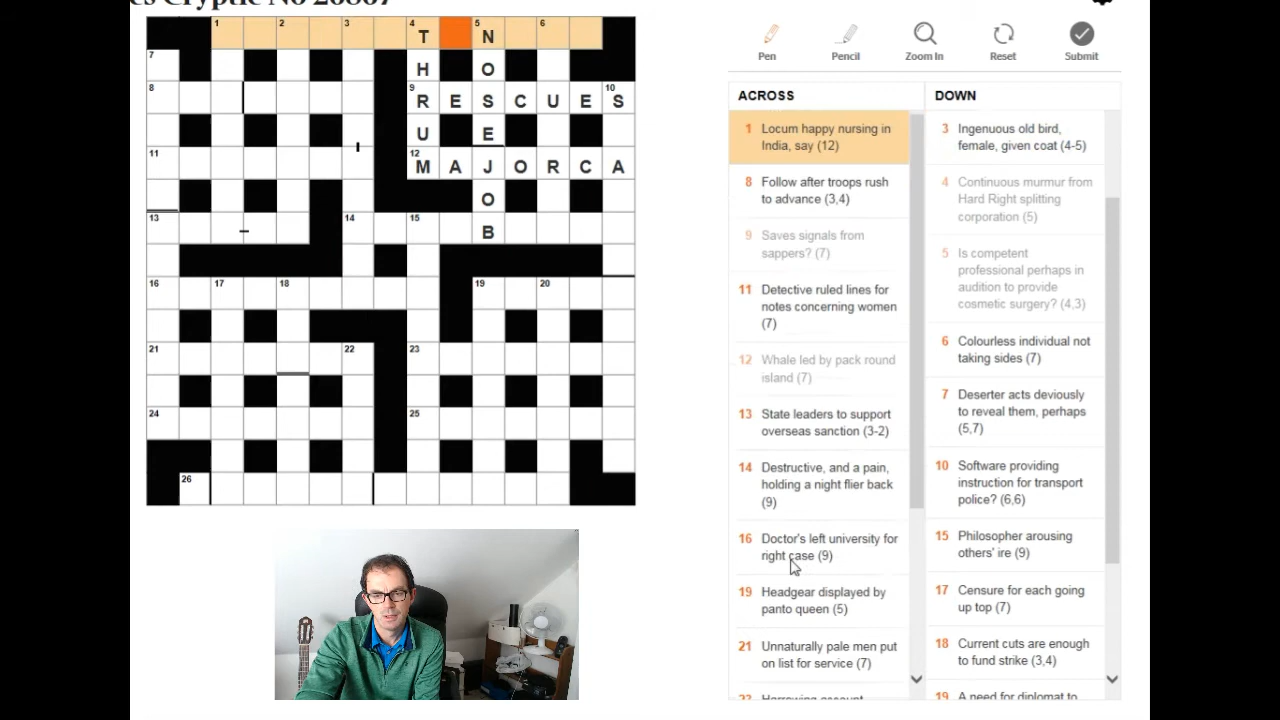 es Cryptic No 28867
1 2 3 4 T 5 N 6
7 H O
8 9 R E S C U E 10 S
U E
11 12 M A J O R C A
O
13 14 15 B
16 17 18 19 20
21 22 23
24 25
26
Pen Pencil Zoom In Reset Submit
ACROSS
1 Locum happy nursing in
India, say (12)
8 Follow after troops rush
to advance (3,4)
9 Saves signals from
sappers? (7)
11 Detective ruled lines for
notes concerning women
(7)
12 Whale led by pack round
island (7)
13 State leaders to support
overseas sanction (3-2)
14 Destructive, and a pain,
holding a night flier back
(9)
16 Doctor's left university for
right case (9)
19 Headgear displayed by
panto queen (5)
21 Unnaturally pale men put
on list for service (7)
DOWN
3 Ingenuous old bird,
female, given coat (4-5)
4 Continuous murmur from
Hard Right splitting
corporation (5)
5 Is competent
professional perhaps in
audition to provide
cosmetic surgery? (4,3)
6 Colourless individual not
taking sides (7)
7 Deserter acts deviously
to reveal them, perhaps
(5,7)
10 Software providing
instruction for transport
police? (6,6)
15 Philosopher arousing
others' ire (9)
17 Censure for each going
up top (7)
18 Current cuts are enough
to fund strike (3,4)
19 A need for diplomat to